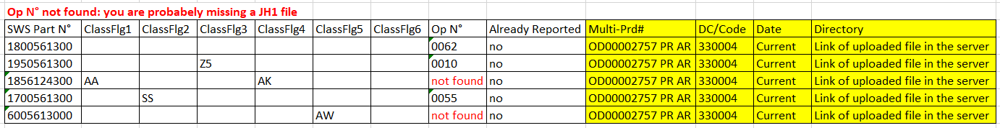 Op N° not found: you are probabely missing a JH1 file
SWS Part N° ClassFlg1 ClassFlg2 ClassFlg3 ClassFlg4 ClassFlg5 ClassFlg6 Op N° Already Reported Multi-Prd# DC/Code Date Directory
1800561300 0062 no OD00002757 PR AR 330004 Current Link of uploaded file in the server
1950561300 Z5 0010 no OD00002757 PR AR 330004 Current Link of uploaded file in the server
1856124300 AA AK not found no OD00002757 PR AR 330004 Current Link of uploaded file in the server
1700561300 SS 0055 no OD00002757 PR AR 330004 Current Link of uploaded file in the server
6005613000 AW not found no OD00002757 PR AR 330004 Current Link of uploaded file in the server